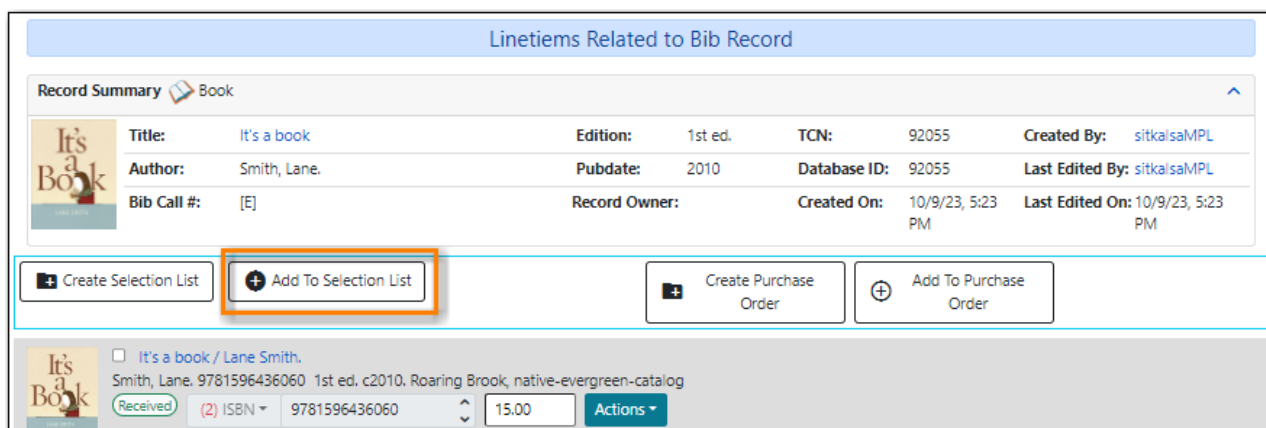 Linetiems Related to Bib Record
Record Summary Book
It's a Book
LANE SMITH
Title: It's a book Edition: 1st ed. TCN: 92055 Created By: sitkalsaMPL
Author: Smith, Lane. Pubdate: 2010 Database ID: 92055 Last Edited By: sitkalsaMPL
Bib Call #: [E] Record Owner: Created On: 10/9/23, 5:23 PM Last Edited On: 10/9/23, 5:23 PM
Create Selection List Add To Selection List Create Purchase Order Add To Purchase Order
It's a Book
It's a book / Lane Smith.
Smith, Lane. 9781596436060 1st ed. c2010. Roaring Brook, native-evergreen-catalog
Received (2) ISBN 9781596436060 15.00 Actions